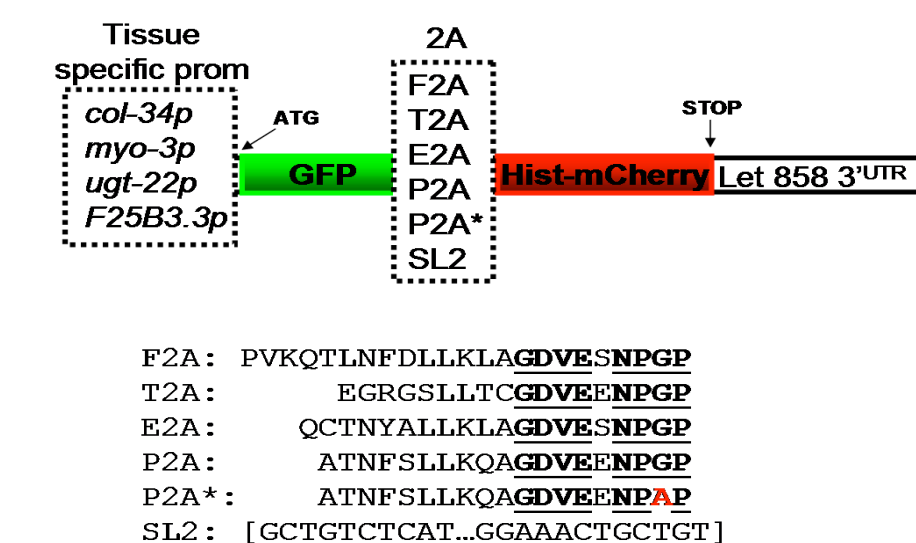 Tissue
specific prom
col-34p
myo-3p
ugt-22p
F25B3.3p
ATG
GFP
2A
F2A
T2A
E2A
P2A
P2A*
SL2
Hist-mCherry
STOP
Let 858 3'UTR
F2A: PVKQTLNFDLLKLAGDVESNPGP
T2A: EGRGSLLTCGDVEENPGP
E2A: QCTNYALLKLAGDVESNPGP
P2A: ATNFSLLKQAGDVEENPGP
P2A*: ATNFSLLKQAGDVEENPAP
SL2: [GCTGTCTCAT…GGAAACTGCTGT]